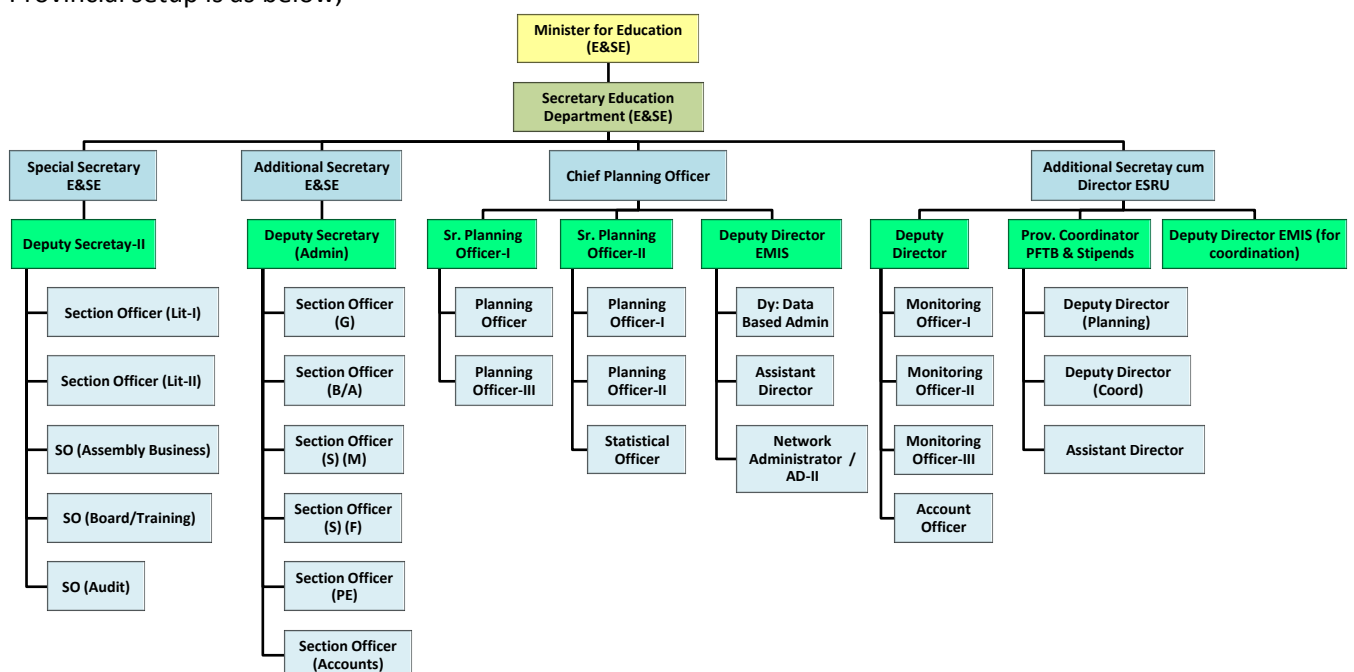 Provincial setup is as below)
Minister for Education
(E&SE)
Secretary Education
Department (E&SE)
Special Secretary
E&SE
Additional Secretary
E&SE
Chief Planning Officer
Additional Secretay cum
Director ESRU
Deputy Secretay-II
Deputy Secretary
(Admin)
Sr. Planning
Officer-I
Sr. Planning
Officer-II
Deputy Director
EMIS
Deputy
Director
Prov. Coordinator
PFTB & Stipends
Deputy Director EMIS (for
coordination)
Section Officer (Lit-I)
Section Officer (Lit-II)
SO (Assembly Business)
SO (Board/Training)
SO (Audit)
Section Officer
(G)
Section Officer
(B/A)
Section Officer
(S) (M)
Section Officer
(S) (F)
Section Officer
(PE)
Section Officer
(Accounts)
Planning
Officer
Planning
Officer-III
Planning
Officer-I
Planning
Officer-II
Statistical
Officer
Dy: Data
Based Admin
Assistant
Director
Network
Administrator /
AD-II
Monitoring
Officer-I
Monitoring
Officer-II
Monitoring
Officer-III
Account
Officer
Deputy Director
(Planning)
Deputy Director
(Coord)
Assistant Director